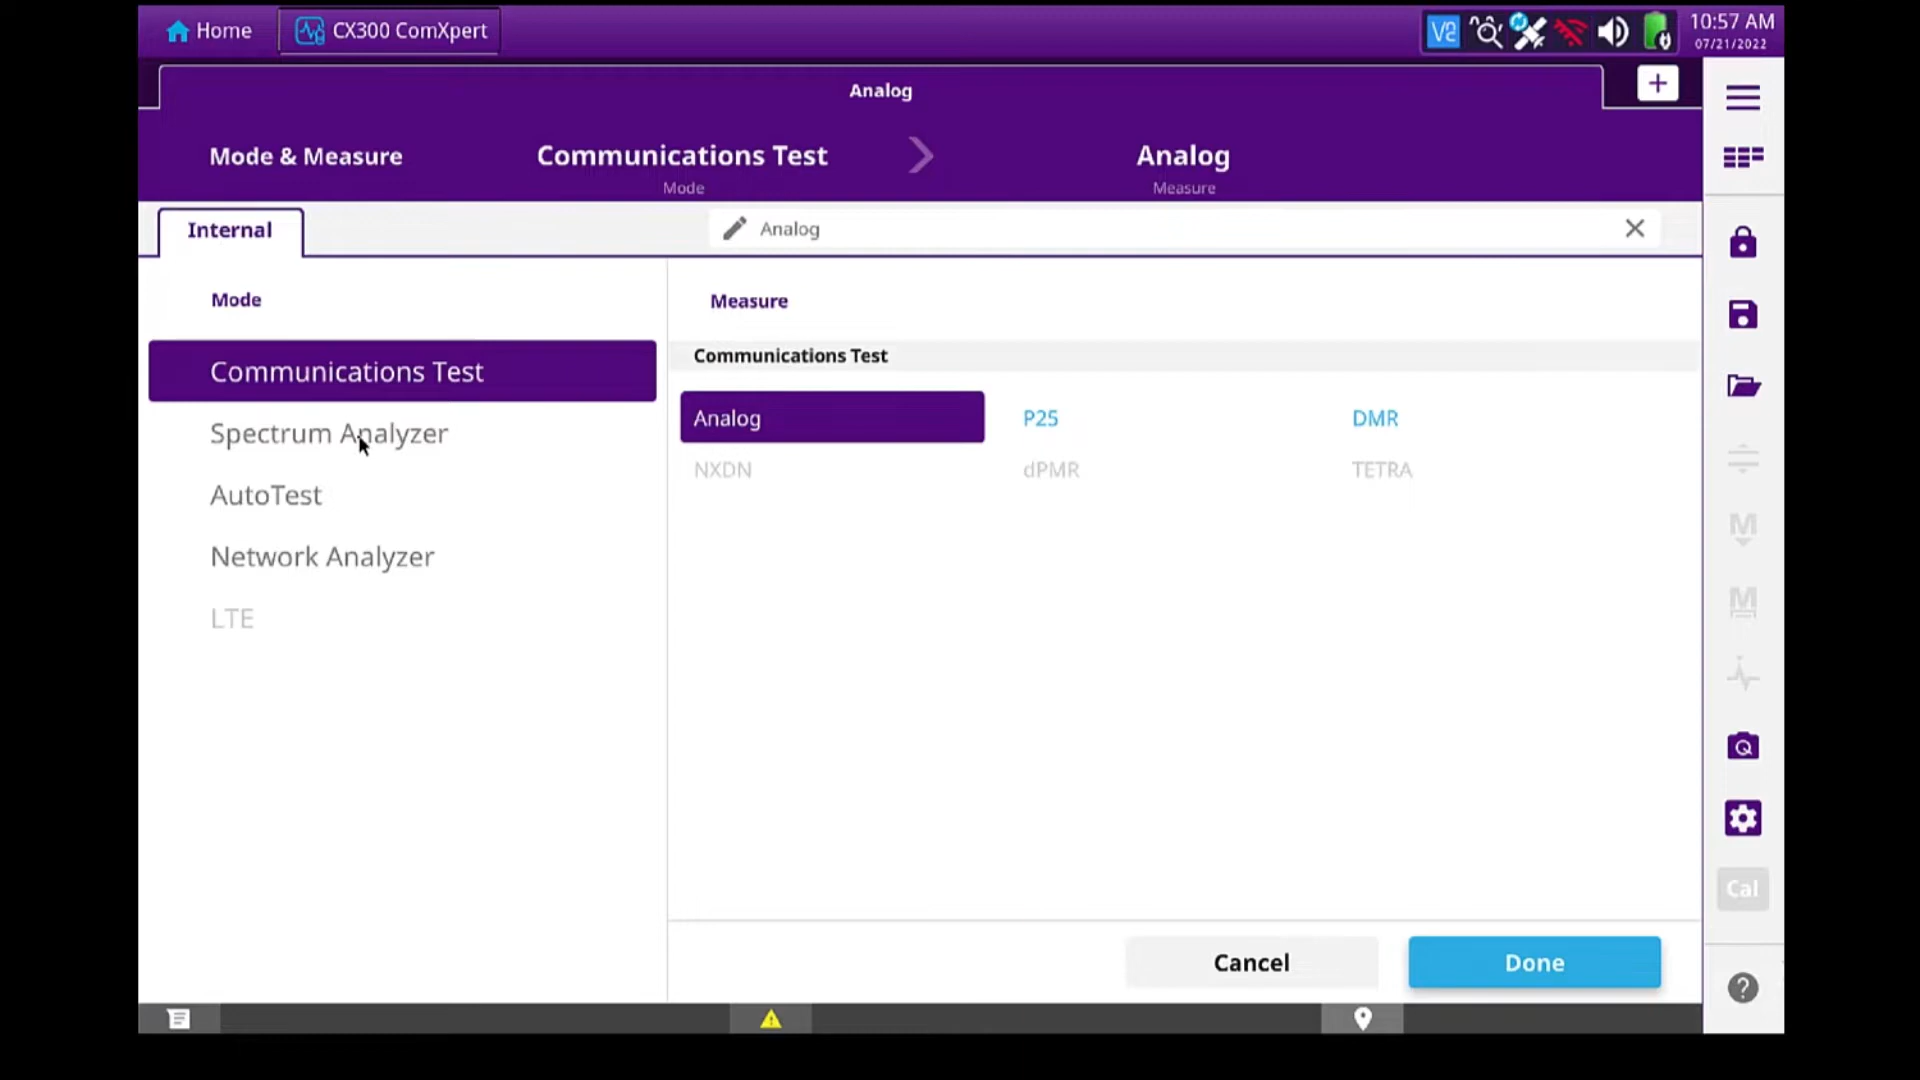 Home
CX300 ComXpert
V2
10:57 AM
07/21/2022
Analog
Mode & Measure
Communications Test
Mode
Analog
Measure
Internal
Analog
Mode
Measure
Communications Test
Communications Test
Spectrum Analyzer
AutoTest
Network Analyzer
LTE
Analog P25 DMR
NXDN dPMR TETRA
M
M
Q
Cal
Cancel
Done
?